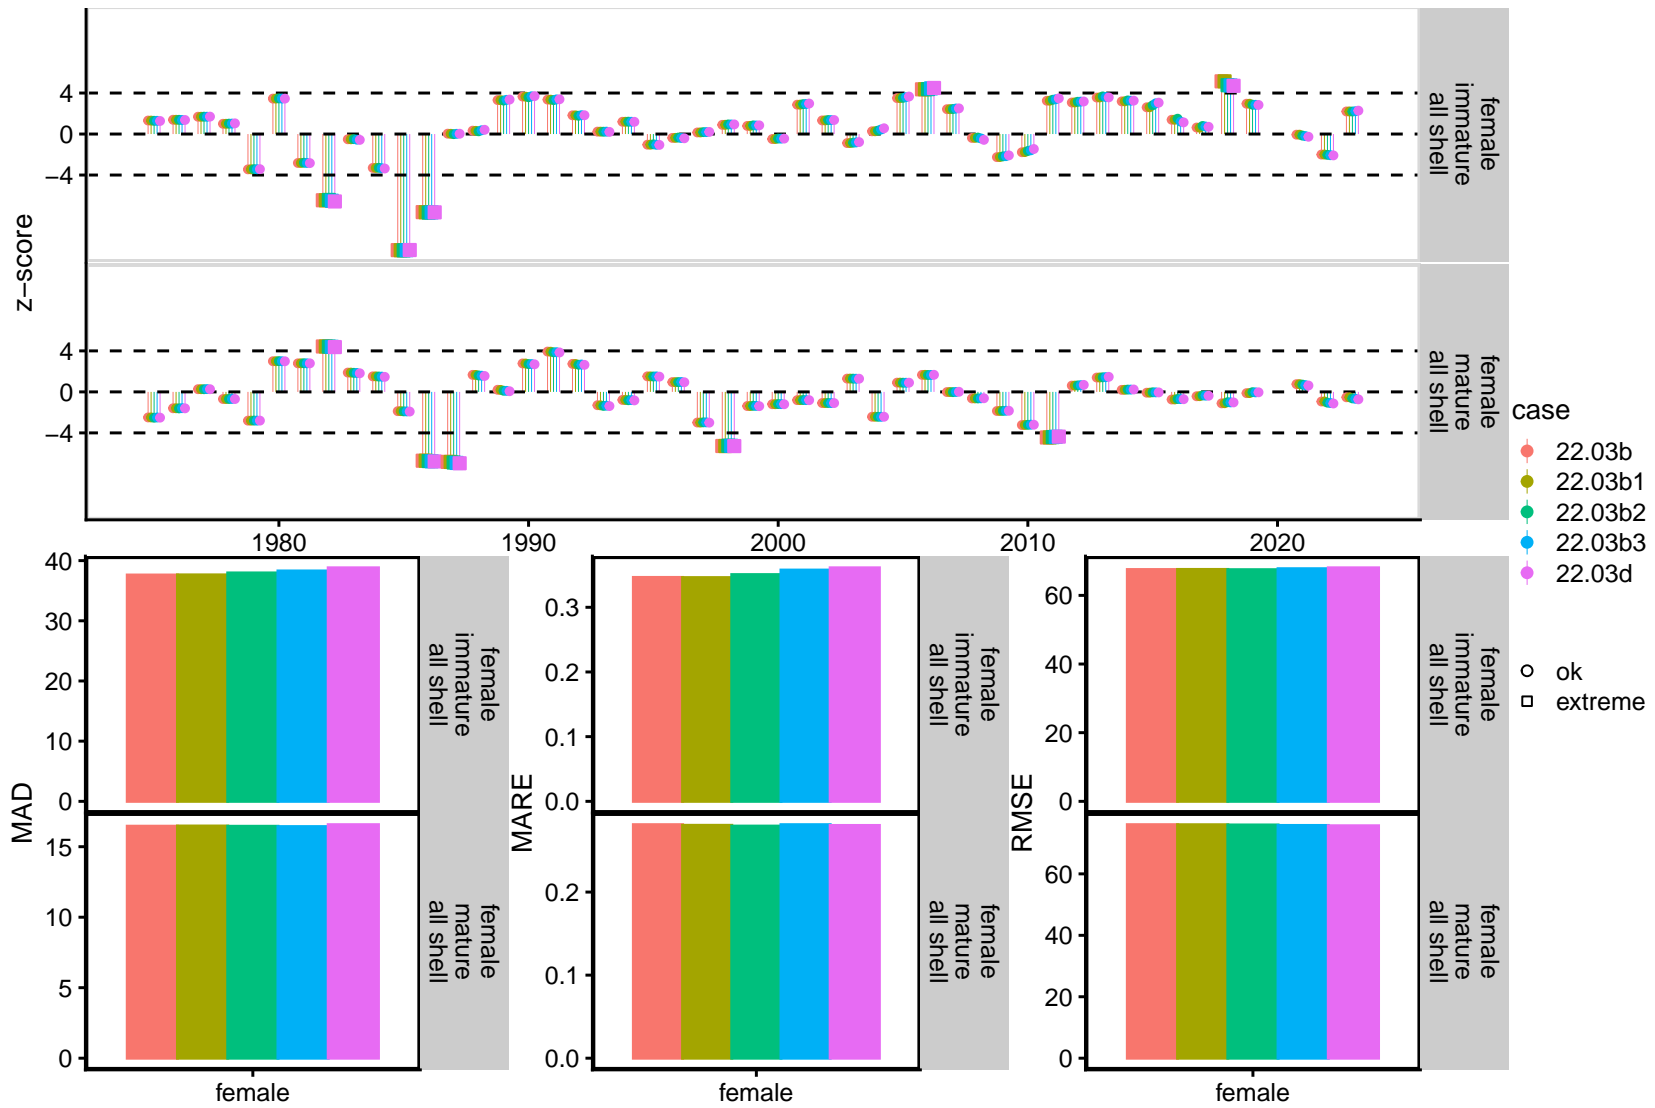 z−score
4
0
−4
female
immature
all shell
4
0
−4
female
mature
all shell
1980
1990
2000
2010
2020
case
22.03b
22.03b1
22.03b2
22.03b3
22.03d
ok
extreme
MAD
40
30
20
10
0
female
immature
all shell
15
10
5
0
female
mature
all shell
female
MARE
0.3
0.2
0.1
0.0
female
immature
all shell
0.2
0.1
0.0
female
mature
all shell
female
RMSE
60
40
20
0
female
immature
all shell
60
40
20
0
female
mature
all shell
female